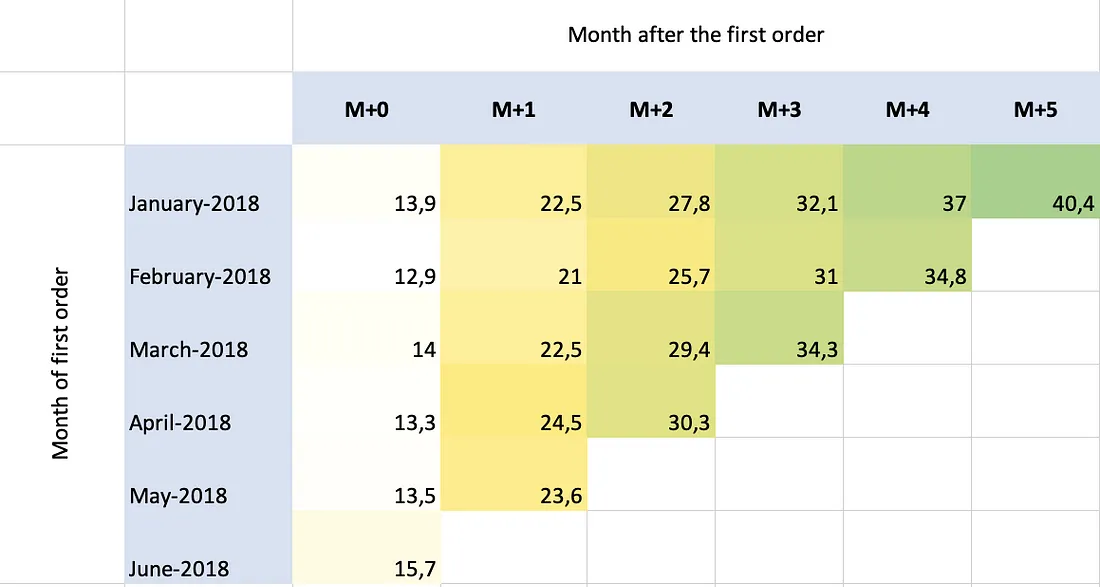 Month after the first order
M+0 M+1 M+2 M+3 M+4 M+5
Month of first order
January-2018 13,9 22,5 27,8 32,1 37 40,4
February-2018 12,9 21 25,7 31 34,8
March-2018 14 22,5 29,4 34,3
April-2018 13,3 24,5 30,3
May-2018 13,5 23,6
June-2018 15,7